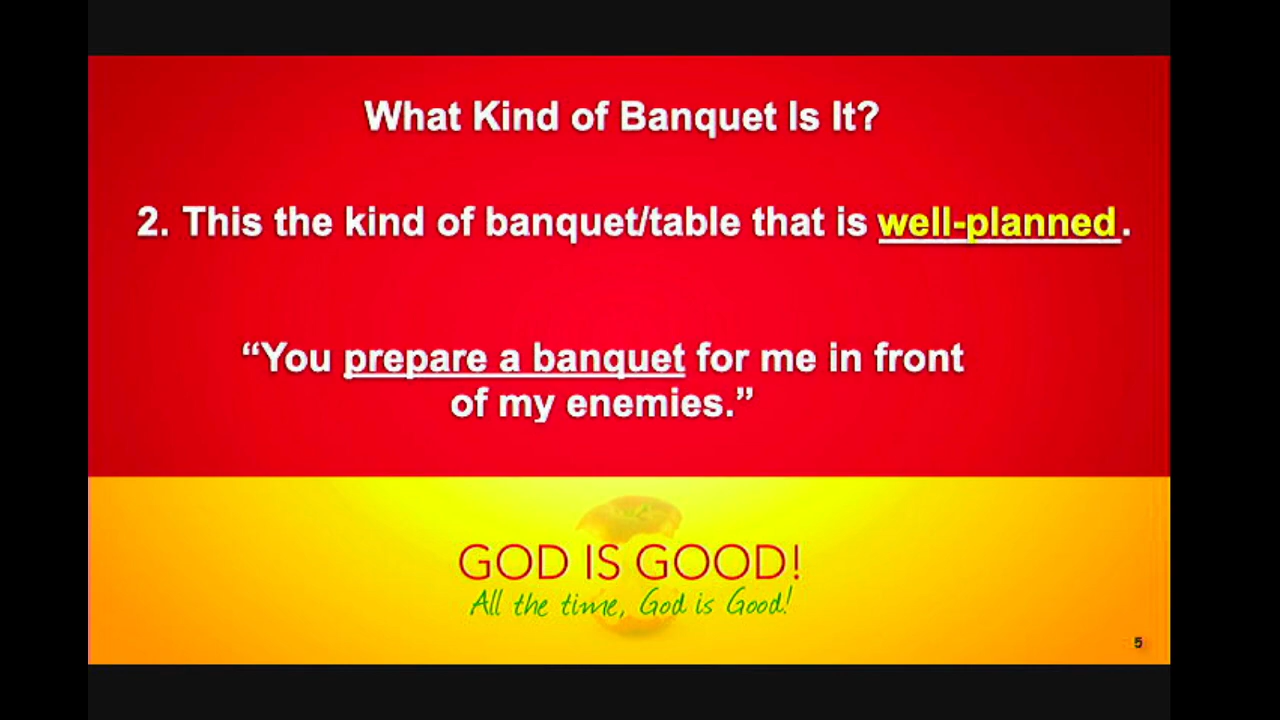 What Kind of Banquet Is It?
2. This the kind of banquet/table that is well-planned.
“You prepare a banquet for me in front
of my enemies.”
GOD IS GOOD!
All the time, God is Good!
5